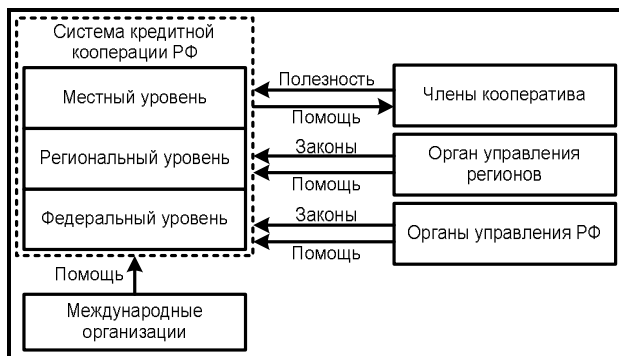 Система кредитной
кооперации РФ
Местный уровень
Региональный уровень
Федеральный уровень
Полезность
Помощь
Члены кооператива
Законы
Помощь
Орган управления
регионов
Законы
Помощь
Органы управления РФ
Помощь
Международные
организации